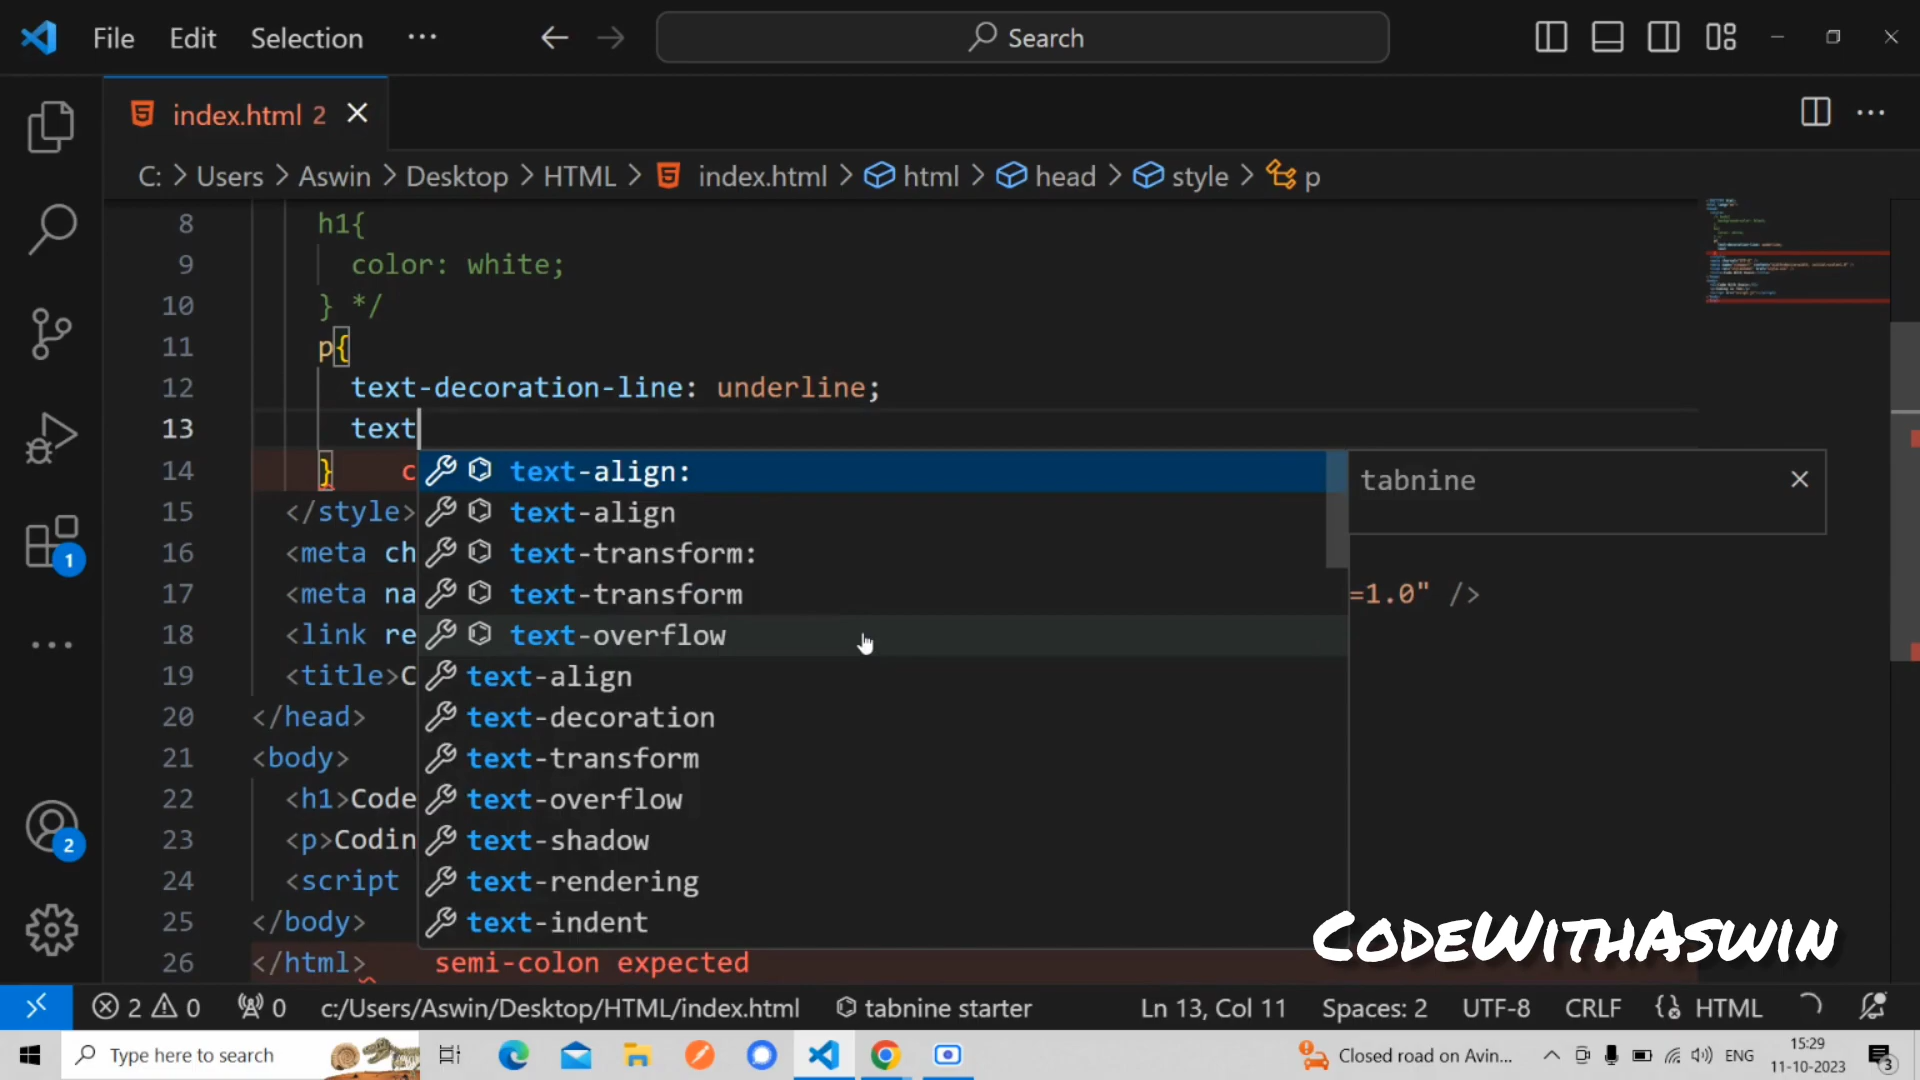 File Edit Selection ··· Search
index.html 2
C: > Users > Aswin > Desktop > HTML > index.html > html > head > style > p
8 h1{
9 color: white;
10 } */
11 p{
12 text-decoration-line: underline;
13 text
14 } c
15 </style>
16 <meta ch
17 <meta na =1.0" />
18 <link re
19 <title>C
20 </head>
21 <body>
22 <h1>Code
23 <p>Codin
24 <script
25 </body>
26 </html> semi-colon expected
text-align:
text-align
text-transform:
text-transform
text-overflow
text-align
text-decoration
text-transform
text-overflow
text-shadow
text-rendering
text-indent
tabnine
1
2
CodeWithAswin
2 0 0 c:/Users/Aswin/Desktop/HTML/index.html tabnine starter Ln 13, Col 11 Spaces: 2 UTF-8 CRLF HTML
Type here to search Closed road on Avin... ENG 15:29
11-10-2023 3